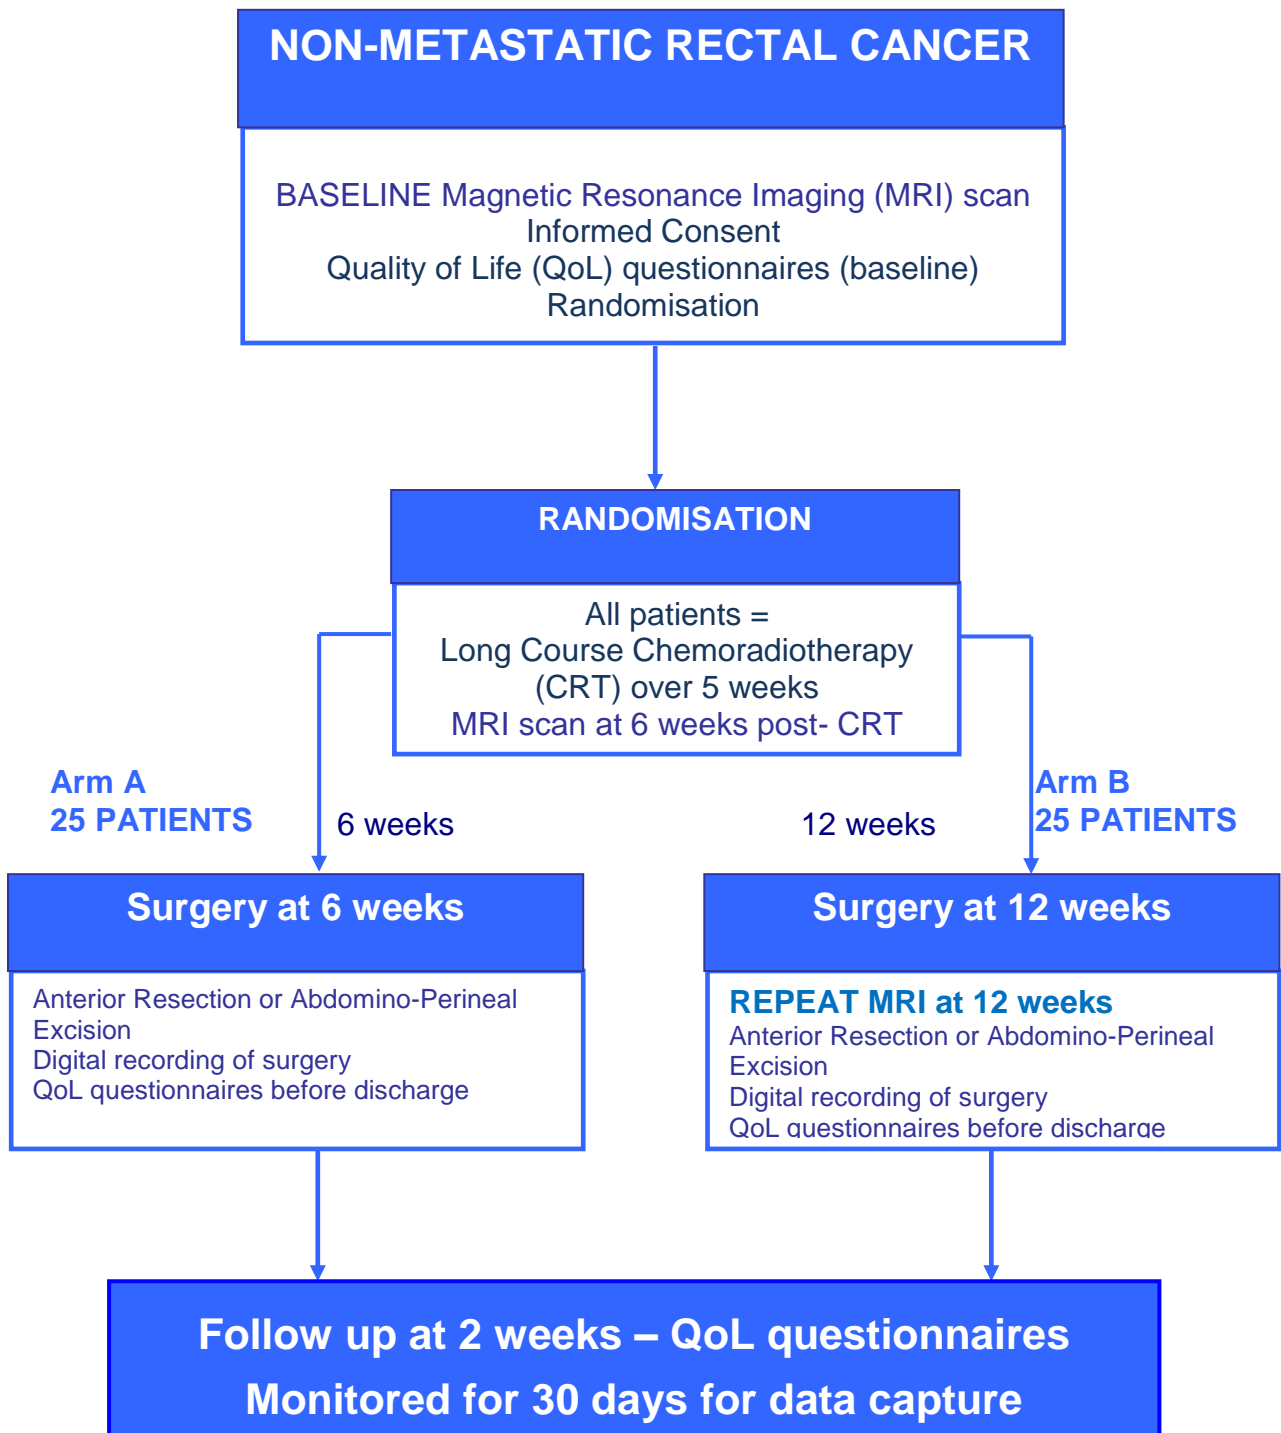 NON-METASTATIC RECTAL CANCER
BASELINE Magnetic Resonance Imaging (MRI) scan
Informed Consent
Quality of Life (QoL) questionnaires (baseline)
Randomisation
RANDOMISATION
All patients =
Long Course Chemoradiotherapy
(CRT) over 5 weeks
MRI scan at 6 weeks post- CRT
Arm A
25 PATIENTS
6 weeks
12 weeks
Arm B
25 PATIENTS
Surgery at 6 weeks
Anterior Resection or Abdomino-Perineal
Excision
Digital recording of surgery
QoL questionnaires before discharge
Surgery at 12 weeks
REPEAT MRI at 12 weeks
Anterior Resection or Abdomino-Perineal
Excision
Digital recording of surgery
QoL questionnaires before discharge
Follow up at 2 weeks – QoL questionnaires
Monitored for 30 days for data capture